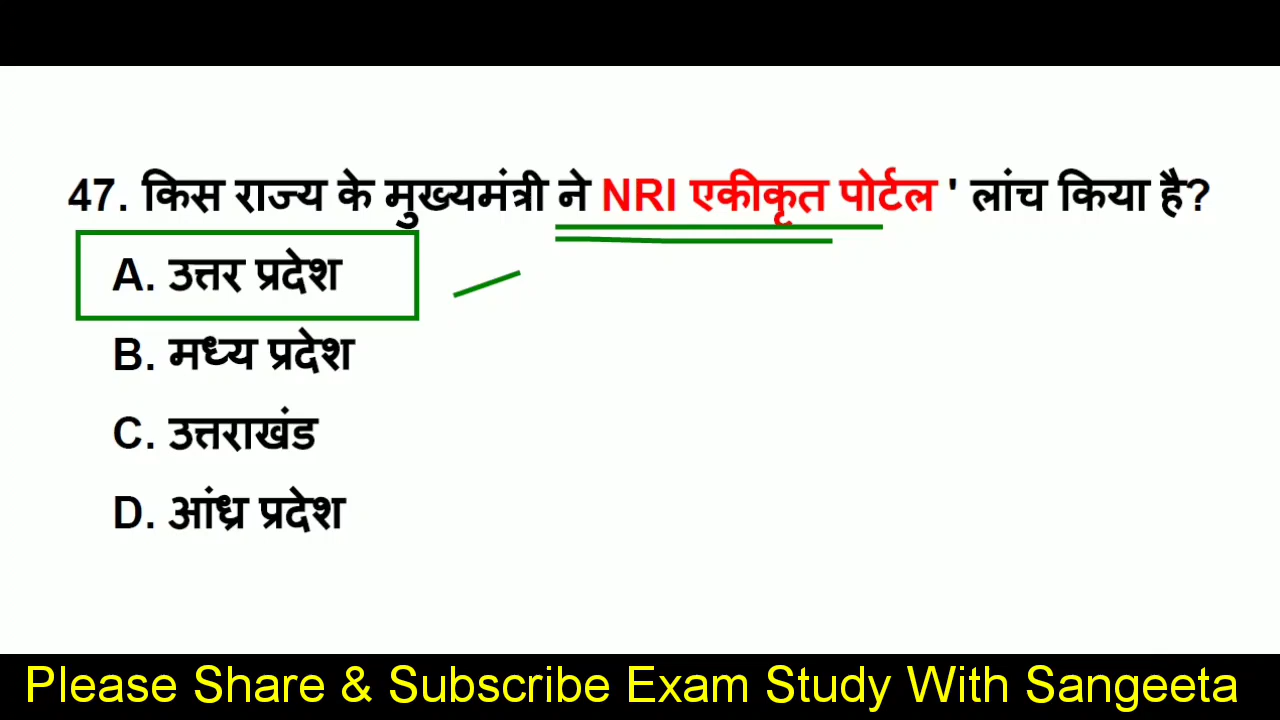 47. किस राज्य के मुख्यमंत्री ने NRI एकीकृत पोर्टल ' लांच किया है?
A. उत्तर प्रदेश
B. मध्य प्रदेश
C. उत्तराखंड
D. आंध्र प्रदेश
Please Share & Subscribe Exam Study With Sangeeta